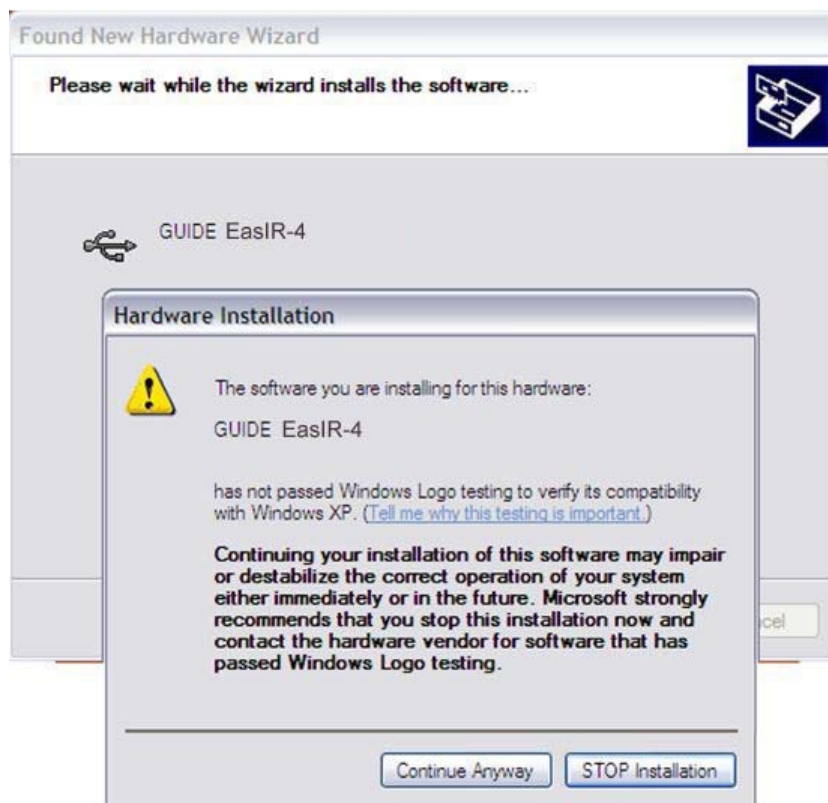 Found New Hardware Wizard
Please wait while the wizard installs the software...
GUIDE EasIR-4
Hardware Installation
The software you are installing for this hardware:
GUIDE EasIR-4
has not passed Windows Logo testing to verify its compatibility
with Windows XP. (Tell me why this testing is important.)
Continuing your installation of this software may impair
or destabilize the correct operation of your system
either immediately or in the future. Microsoft strongly
recommends that you stop this installation now and
contact the hardware vendor for software that has
passed Windows Logo testing.
Continue Anyway
STOP Installation